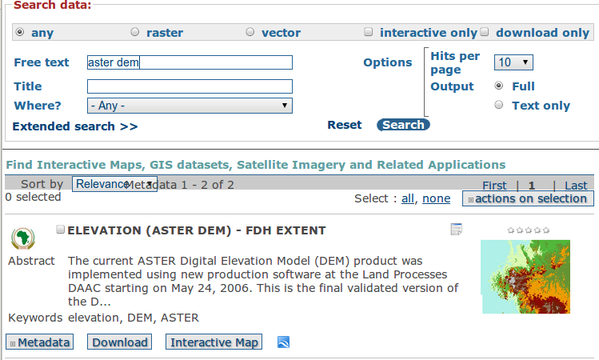 Search data:
any raster vector interactive only download only
Free text aster dem Options Hits per page 10
Title Output Full
Where? - Any - Text only
Extended search >> Reset Search
Find Interactive Maps, GIS datasets, Satellite Imagery and Related Applications
Sort by Relevance Metadata 1 - 2 of 2 First | 1 | Last
0 selected Select : all, none actions on selection
ELEVATION (ASTER DEM) - FDH EXTENT
Abstract The current ASTER Digital Elevation Model (DEM) product was
implemented using new production software at the Land Processes
DAAC starting on May 24, 2006. This is the final validated version of
the D...
Keywords elevation, DEM, ASTER
Metadata Download Interactive Map